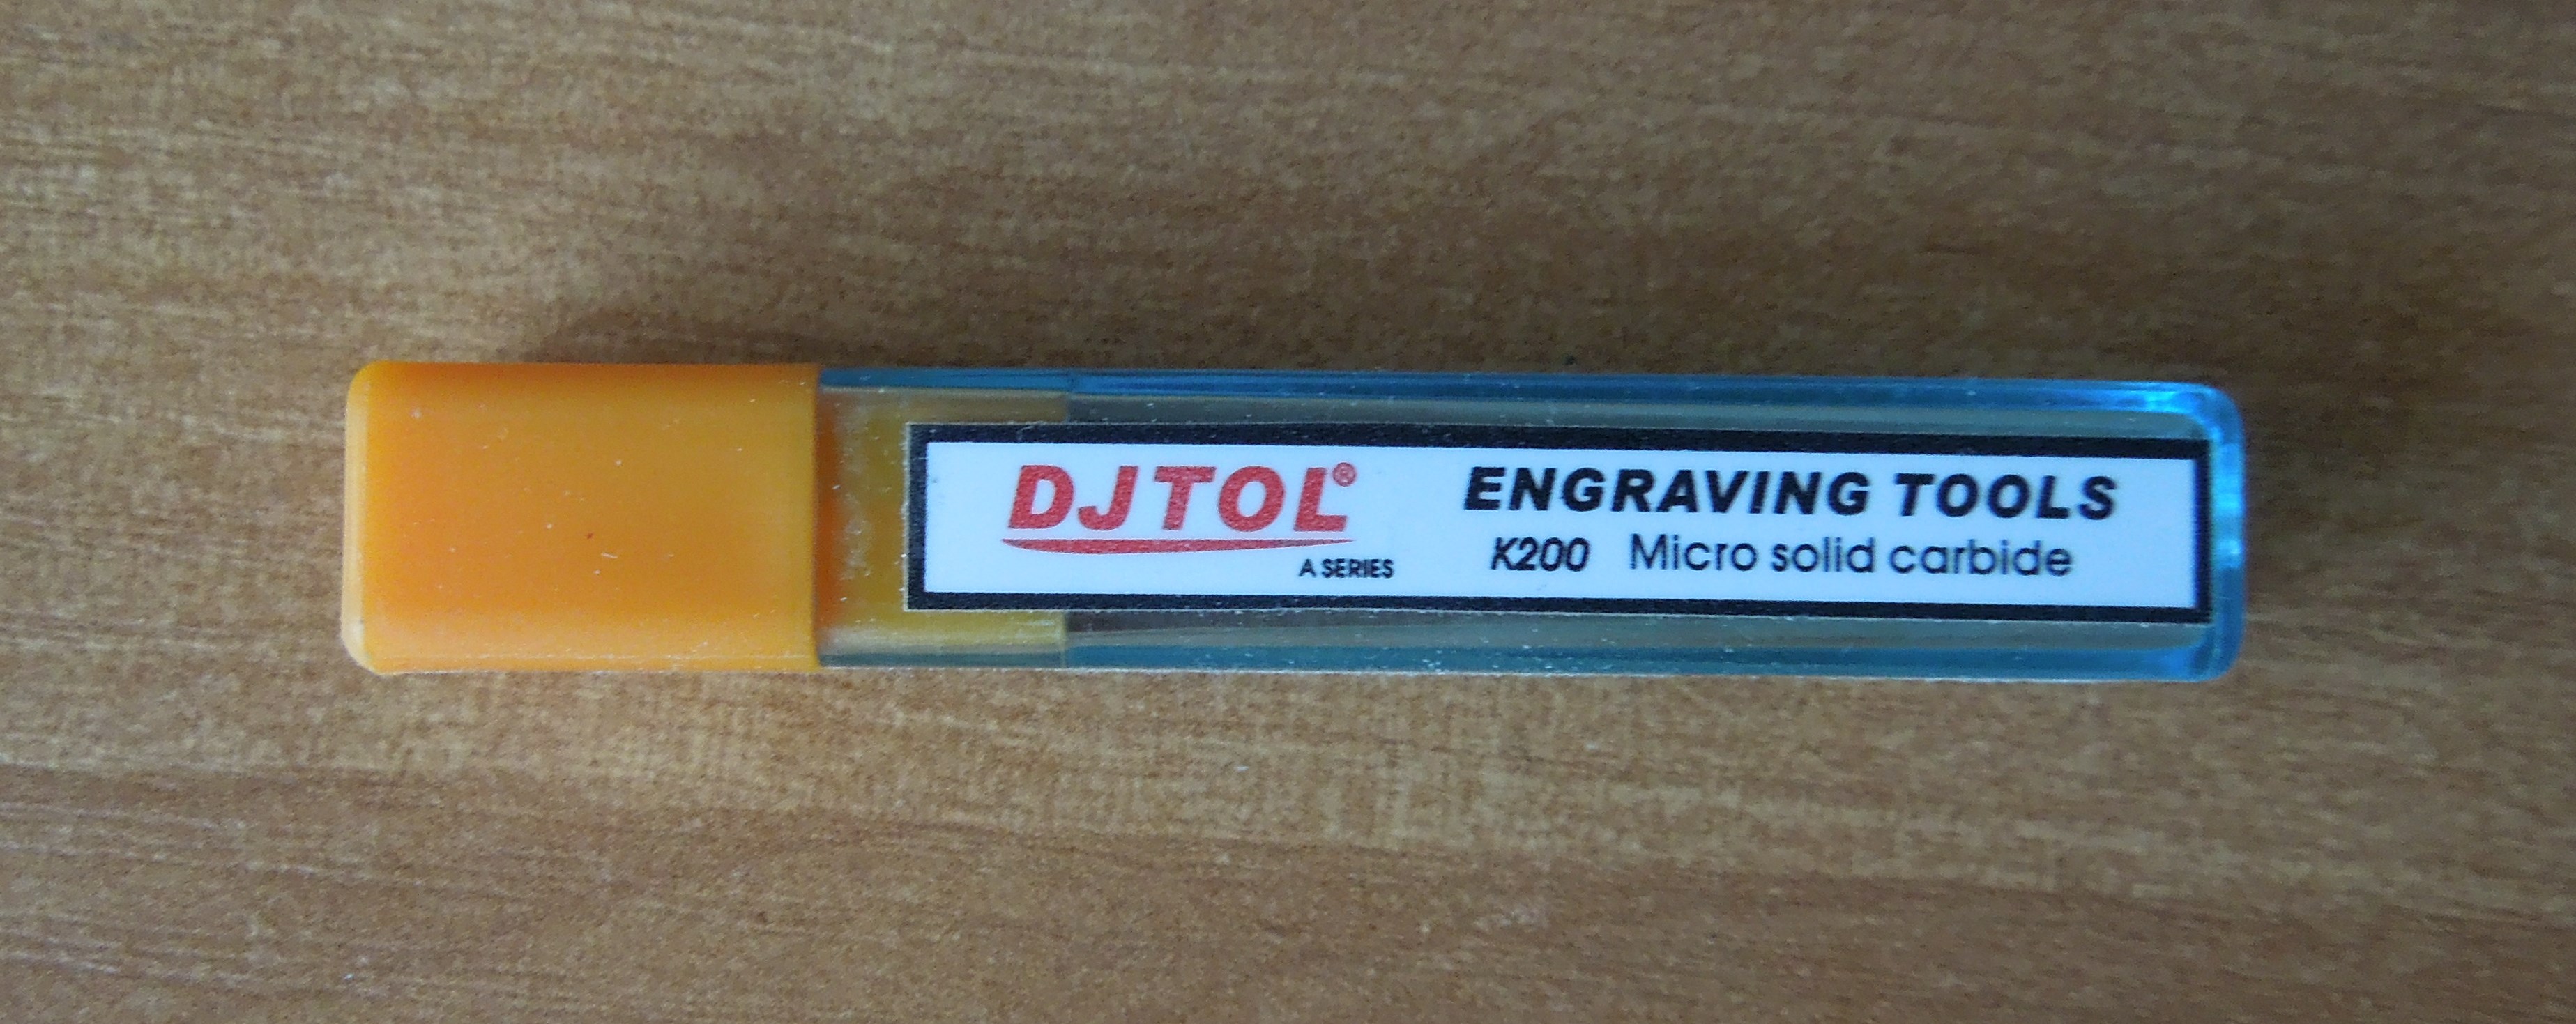 DJTOL®
A SERIES
ENGRAVING TOOLS
K200 Micro solid carbide